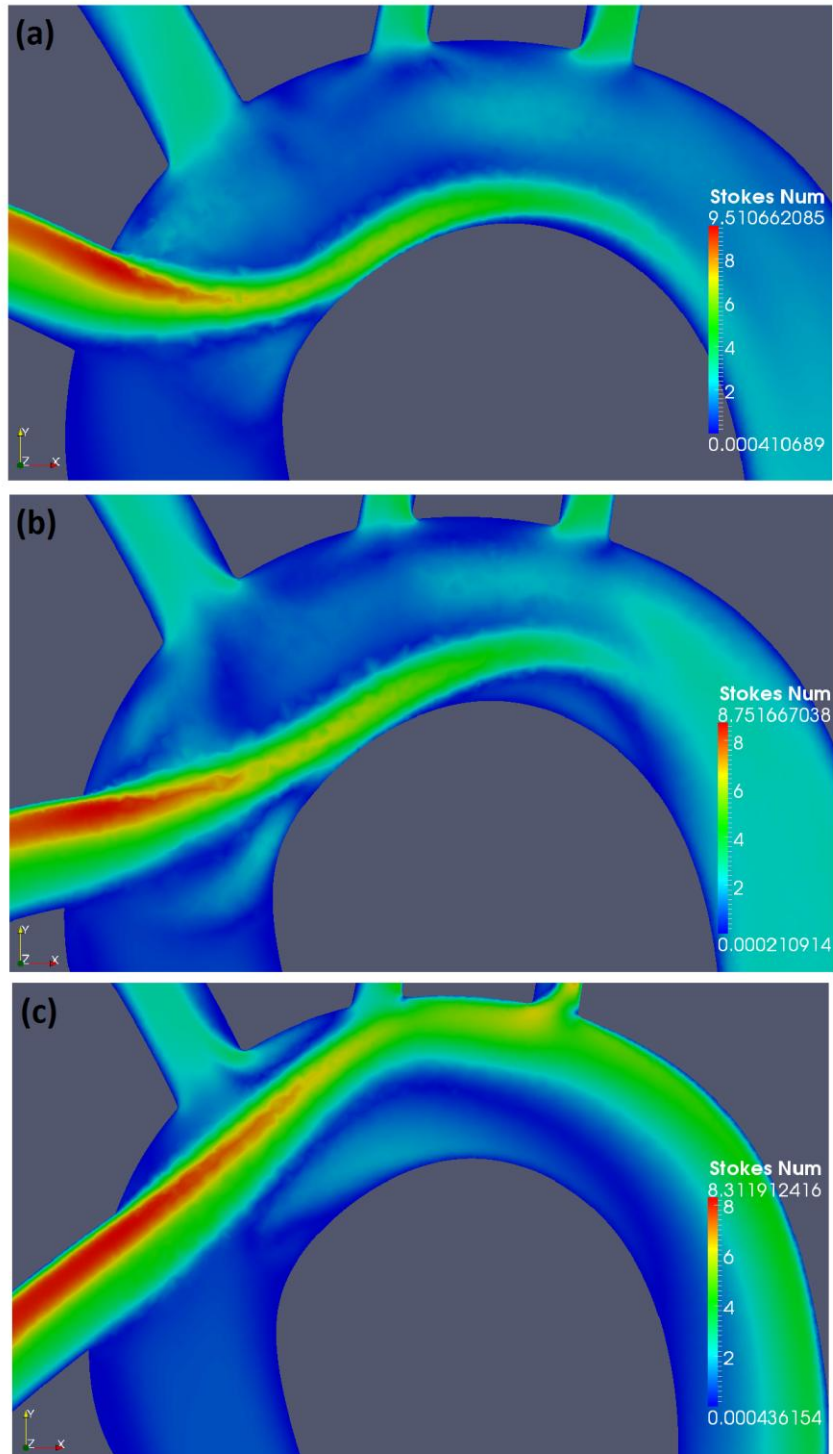 (a)
Stokes Num
9.510662085
8
6
4
2
0.000410689
Y
Z X
(b)
Stokes Num
8.751667038
8
6
4
2
0.000210914
Y
Z X
(c)
Stokes Num
8.311912416
8
6
4
2
0.000436154
Y
Z X